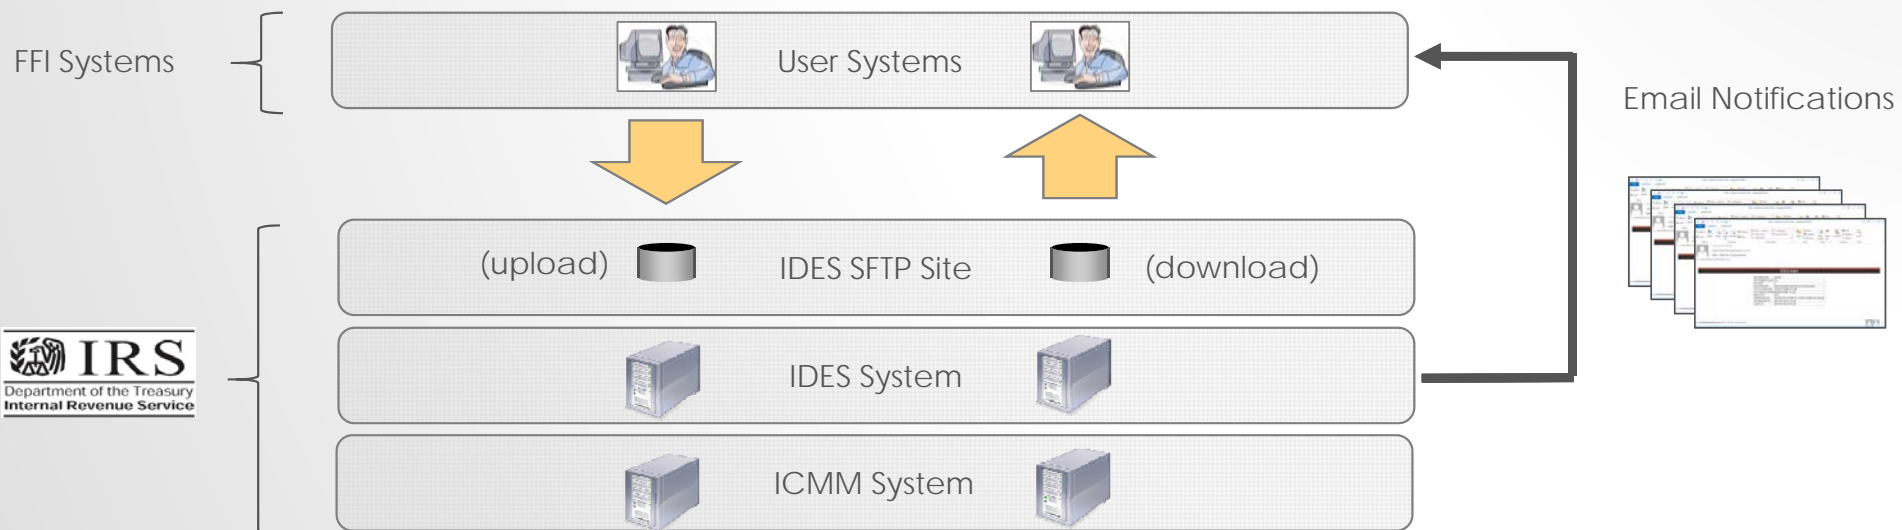 FFI Systems
User Systems
Email Notifications
(upload)
IDES SFTP Site
(download)
IRS
Department of the Treasury
Internal Revenue Service
IDES System
ICMM System